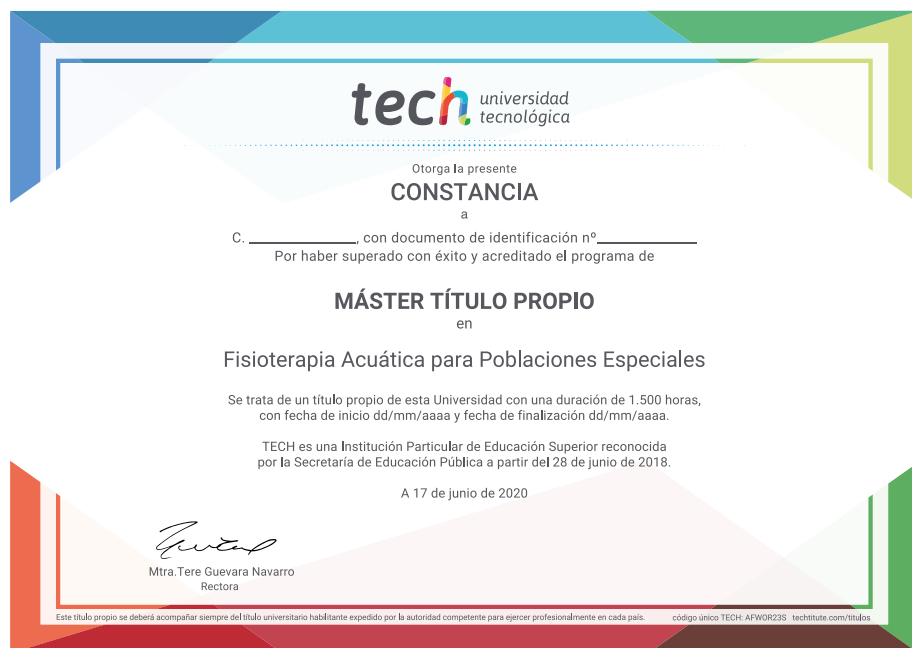 tech universidad
tecnológica
Otorga la presente
CONSTANCIA
a
C. ____________, con documento de identificación nº____________
Por haber superado con éxito y acreditado el programa de
MÁSTER TÍTULO PROPIO
en
Fisioterapia Acuática para Poblaciones Especiales
Se trata de un título propio de esta Universidad con una duración de 1.500 horas,
con fecha de inicio dd/mm/aaaa y fecha de finalización dd/mm/aaaa.
TECH es una Institución Particular de Educación Superior reconocida
por la Secretaría de Educación Pública a partir del 28 de junio de 2018.
A 17 de junio de 2020
Mtra.Tere Guevara Navarro
Rectora
Este título propio se deberá acompañar siempre del título universitario habilitante expedido por la autoridad competente para ejercer profesionalmente en cada país. código único TECH: AFWOR23S techtitute.com/titulos